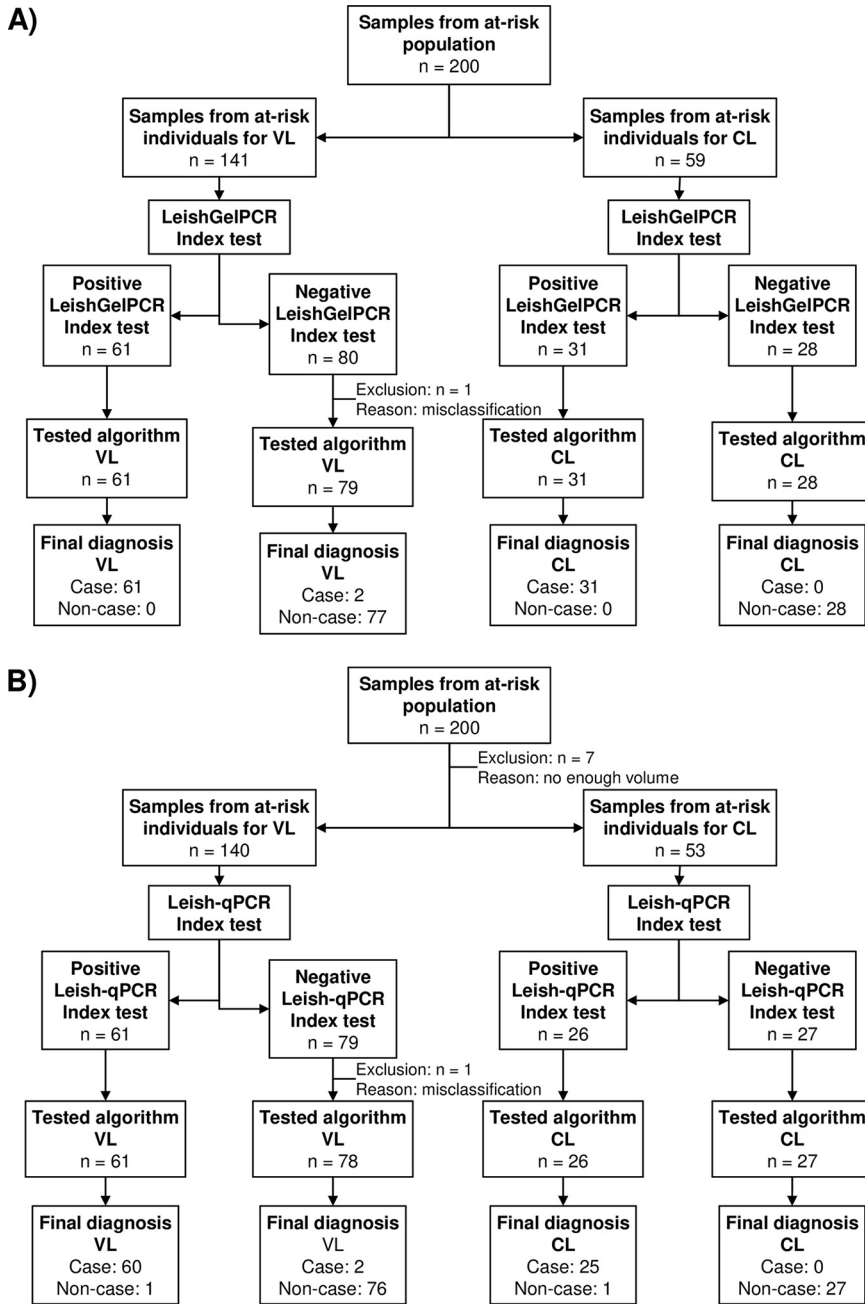 A)
Samples from at-risk
population
n = 200
Samples from at-risk
individuals for VL
n = 141
Samples from at-risk
individuals for CL
n = 59
LeishGelPCR
Index test
LeishGelPCR
Index test
Positive
LeishGelPCR
Index test
n = 61
Negative
LeishGelPCR
Index test
n = 80
Positive
LeishGelPCR
Index test
n = 31
Negative
LeishGelPCR
Index test
n = 28
Exclusion: n = 1
Reason: misclassification
Tested algorithm
VL
n = 61
Tested algorithm
VL
n = 79
Tested algorithm
CL
n = 31
Tested algorithm
CL
n = 28
Final diagnosis
VL
Case: 61
Non-case: 0
Final diagnosis
VL
Case: 2
Non-case: 77
Final diagnosis
CL
Case: 31
Non-case: 0
Final diagnosis
CL
Case: 0
Non-case: 28
B)
Samples from at-risk
population
n = 200
Exclusion: n = 7
Reason: no enough volume
Samples from at-risk
individuals for VL
n = 140
Samples from at-risk
individuals for CL
n = 53
Leish-qPCR
Index test
Leish-qPCR
Index test
Positive
Leish-qPCR
Index test
n = 61
Negative
Leish-qPCR
Index test
n = 79
Positive
Leish-qPCR
Index test
n = 26
Negative
Leish-qPCR
Index test
n = 27
Exclusion: n = 1
Reason: misclassification
Tested algorithm
VL
n = 61
Tested algorithm
VL
n = 78
Tested algorithm
CL
n = 26
Tested algorithm
CL
n = 27
Final diagnosis
VL
Case: 60
Non-case: 1
Final diagnosis
VL
Case: 2
Non-case: 76
Final diagnosis
CL
Case: 25
Non-case: 1
Final diagnosis
CL
Case: 0
Non-case: 27